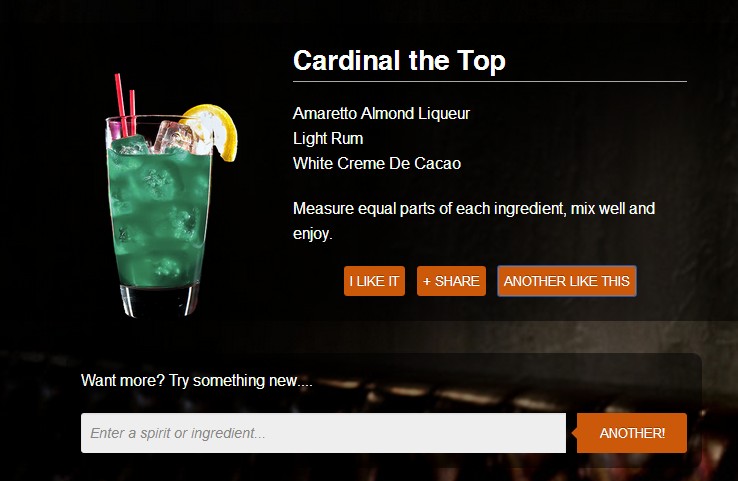 Cardinal the Top
Amaretto Almond Liqueur
Light Rum
White Creme De Cacao
Measure equal parts of each ingredient, mix well and
enjoy.
I LIKE IT + SHARE ANOTHER LIKE THIS
Want more? Try something new....
Enter a spirit or ingredient... ANOTHER!